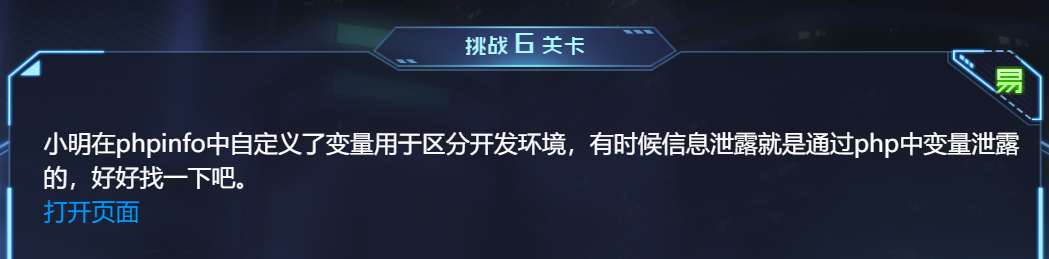 挑战6关卡
易
小明在phpinfo中自定义了变量用于区分开发环境，有时候信息泄露就是通过php中变量泄露
的，好好找一下吧。
打开页面